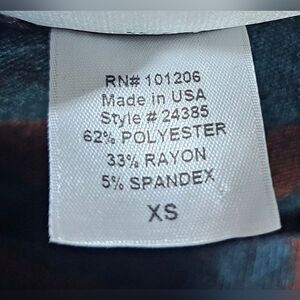 RN# 101206
Made in USA
Style # 24385
62% POLYESTER
33% RAYON
5% SPANDEX
XS